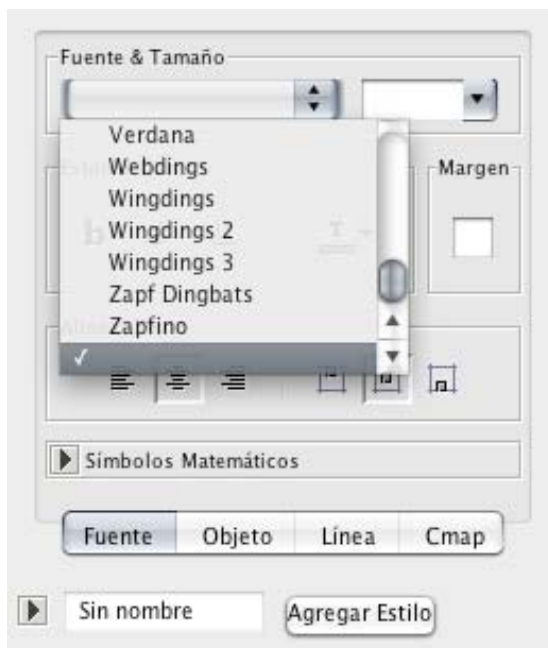 Fuente & Tamaño
Verdana
Webdings
Margen
Wingdings
Wingdings 2
Wingdings 3
Zapf Dingbats
Zapfino
Símbolos Matemáticos
Fuente Objeto Línea Cmap
Sin nombre Agregar Estilo